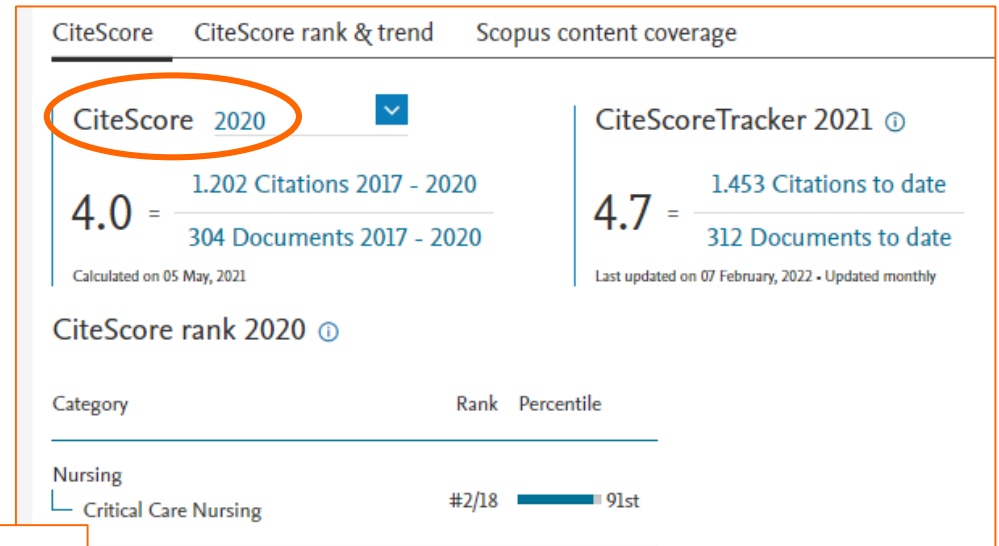 CiteScore CiteScore rank & trend Scopus content coverage
CiteScore 2020
4.0 = 1.202 Citations 2017 - 2020
304 Documents 2017 - 2020
Calculated on 05 May, 2021
CiteScoreTracker 2021
4.7 = 1.453 Citations to date
312 Documents to date
Last updated on 07 February, 2022 • Updated monthly
CiteScore rank 2020
Category Rank Percentile
Nursing
Critical Care Nursing #2/18 91st